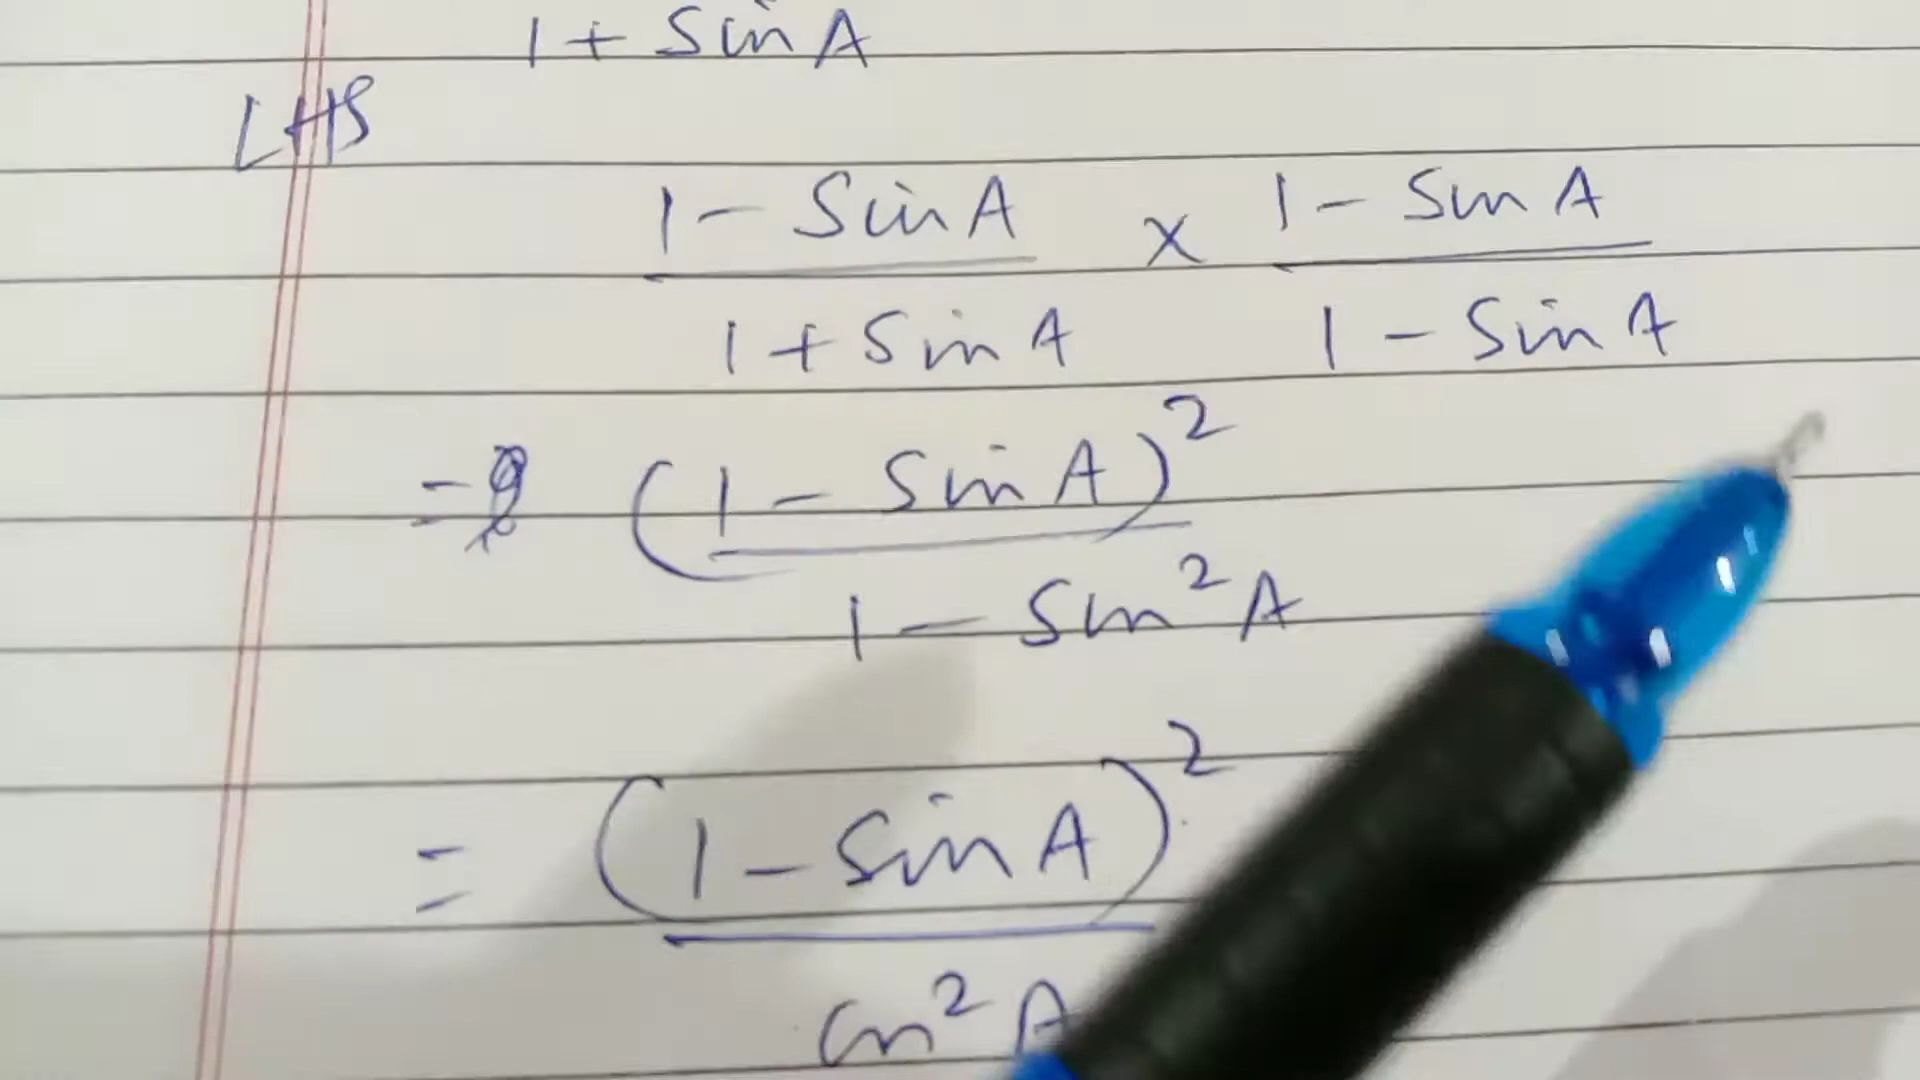 1 + Sin A
LHS
1 - Sin A × 1 - Sin A
1 + Sin A 1 - Sin A
= (1 - Sin A)²
1 - Sin² A
= (1 - Sin A)²
Cos² A